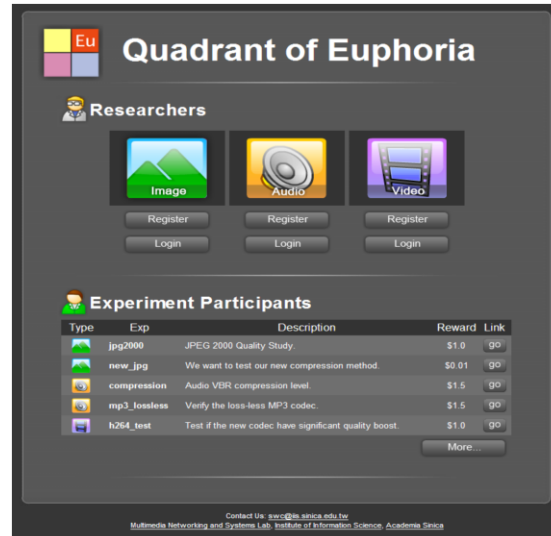 Eu
Quadrant of Euphoria
Researchers
Image Audio Video
Register Register Register
Login Login Login
Experiment Participants
Type Exp Description Reward Link
jpg2000 JPEG 2000 Quality Study. $1.0 go
new_jpg We want to test our new compression method. $0.01 go
compression Audio VBR compression level. $1.5 go
mp3_lossless Verify the loss-less MP3 codec. $1.5 go
h264_test Test if the new codec have significant quality boost. $1.0 go
More...
Contact Us: swc@iis.sinica.edu.tw
Multimedia Networking and Systems Lab, Institute of Information Science, Academia Sinica